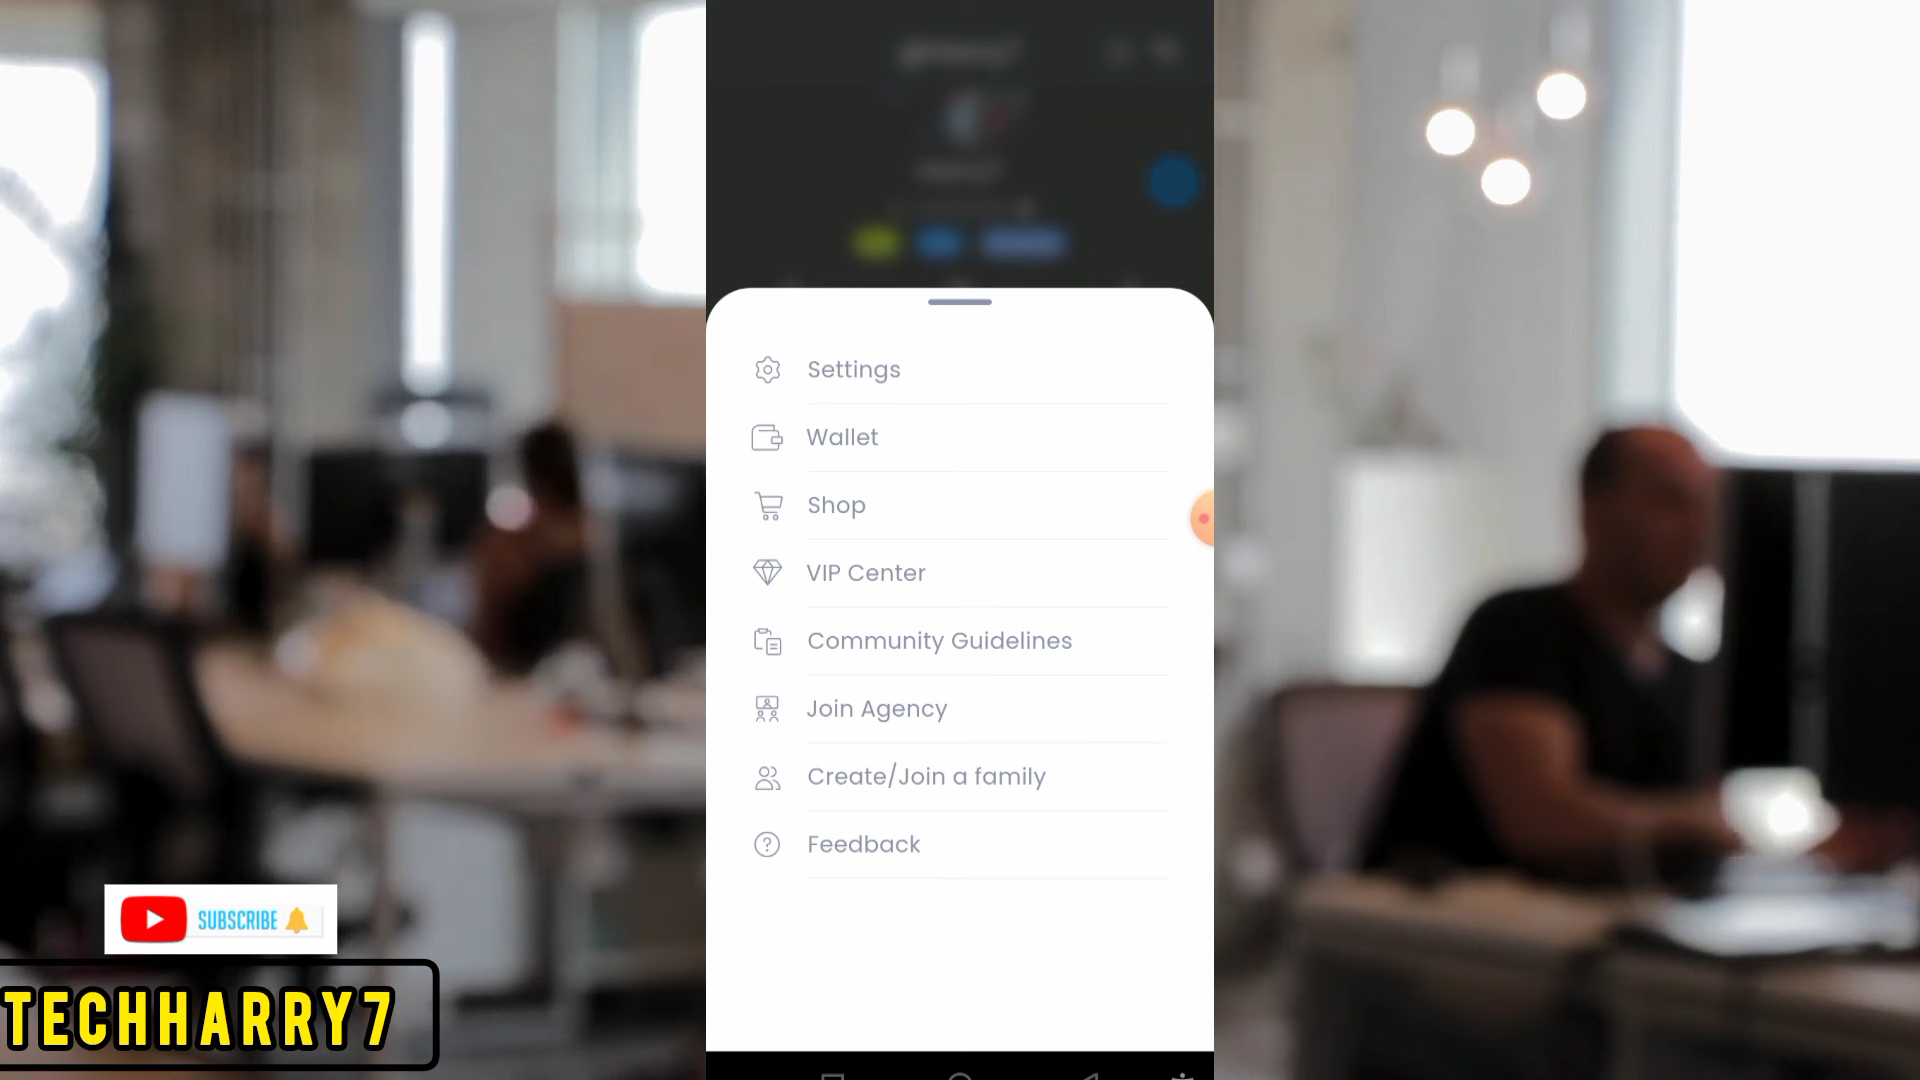 Settings
Wallet
Shop
VIP Center
Community Guidelines
Join Agency
Create/Join a family
Feedback
SUBSCRIBE
TECHHARRY7